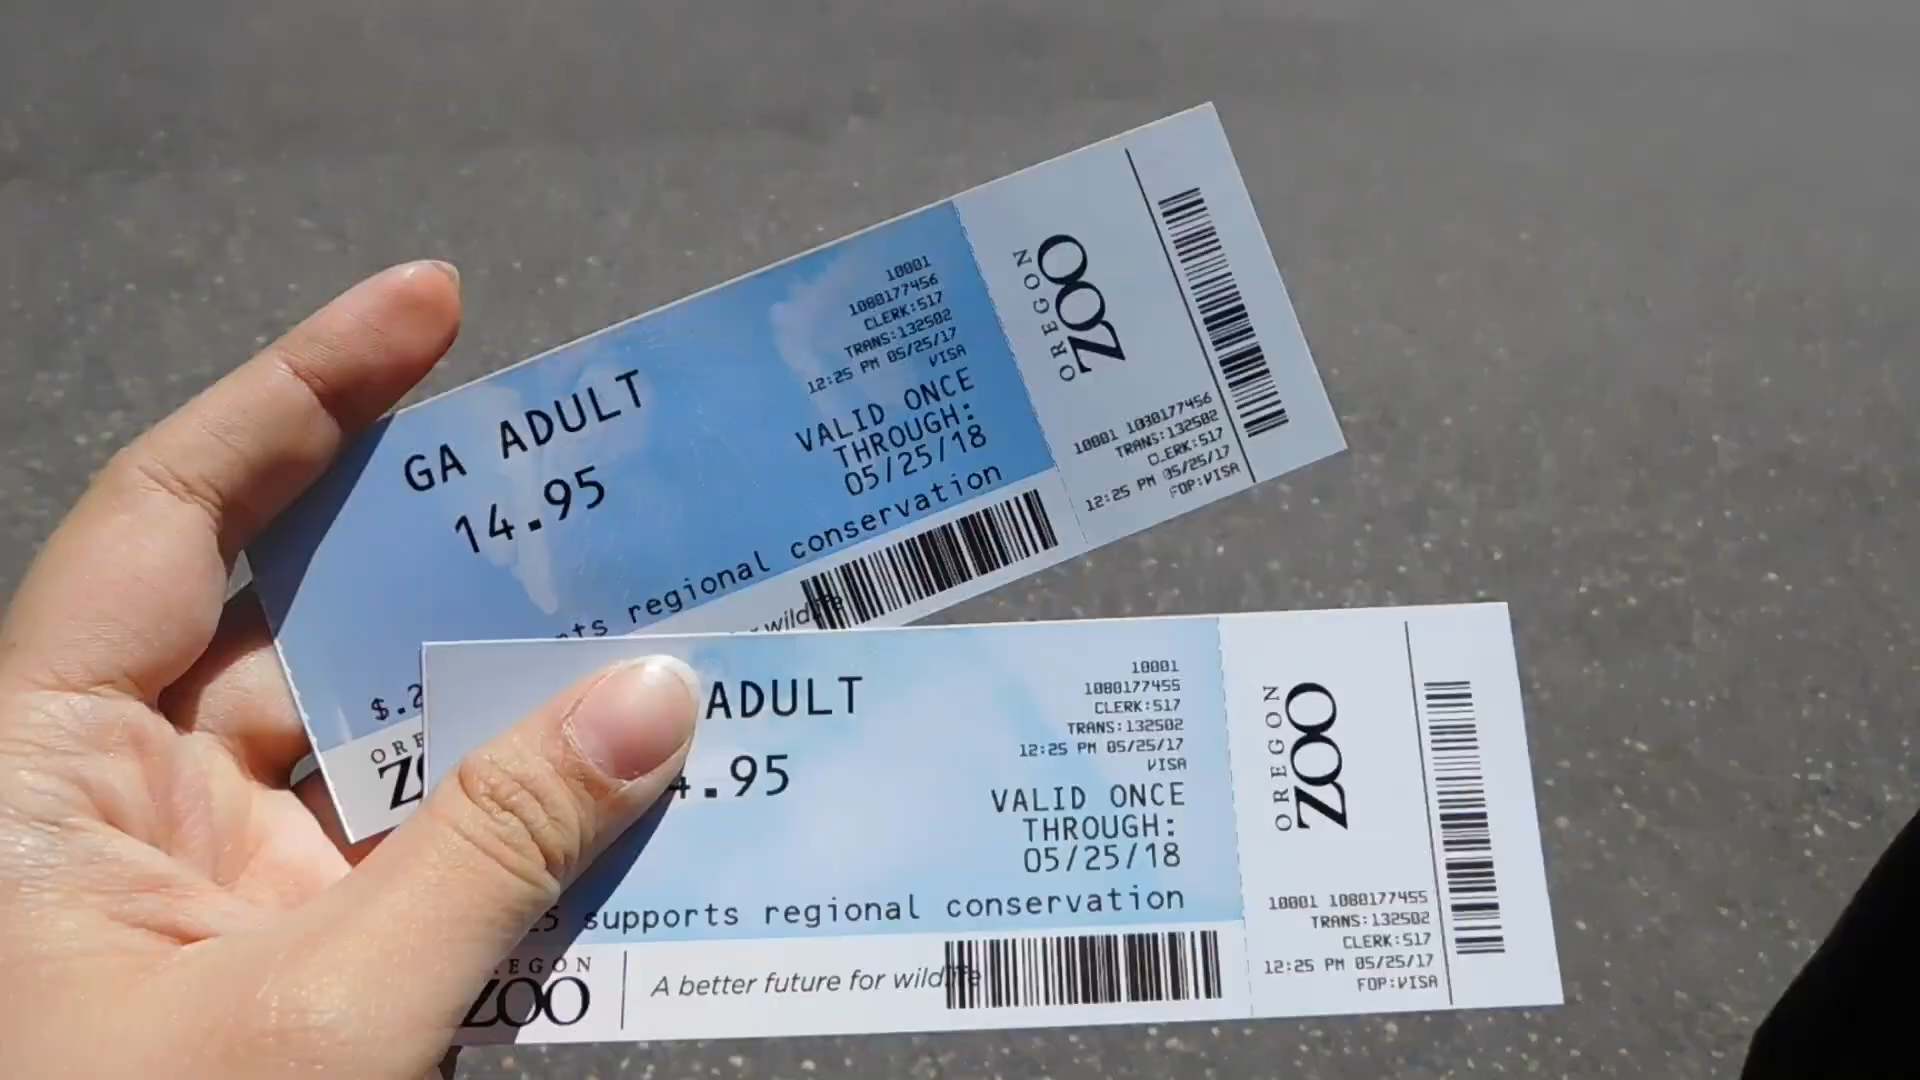 GA ADULT
14.95
10001
1080177456
CLERK:517
TRANS:132502
12:25 PM 05/25/17
VISA
VALID ONCE
THROUGH:
05/25/18
regional conservation
OREGON
ZOO
10001 1080177456
TRANS:132502
CLERK:517
12:25 PM 05/25/17
FOP:VISA
ADULT
.95
10001
1080177455
CLERK:517
TRANS:132502
12:25 PM 05/25/17
VISA
VALID ONCE
THROUGH:
05/25/18
supports regional conservation
ZOO
A better future for wildlife
OREGON
ZOO
10001 1080177455
TRANS:132502
CLERK:517
12:25 PM 05/25/17
FOP:VISA